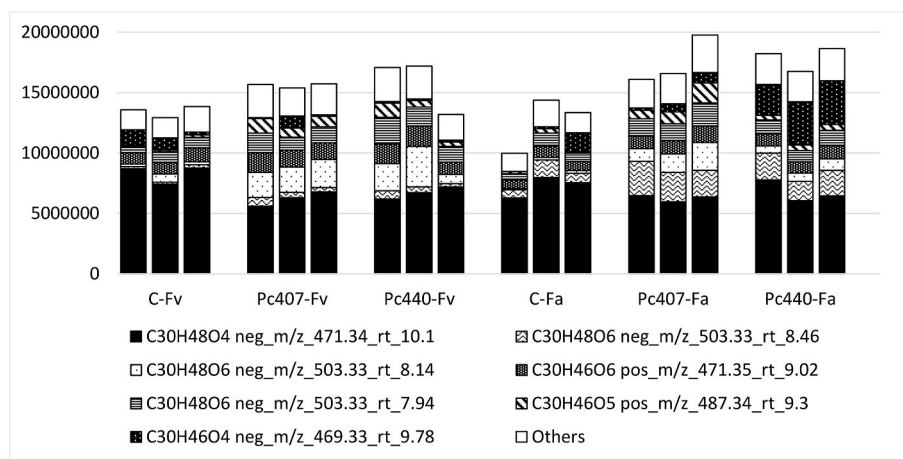 20000000
15000000
10000000
5000000
0
C-Fv Pc407-Fv Pc440-Fv C-Fa Pc407-Fa Pc440-Fa
C30H48O4 neg_m/z_471.34_rt_10.1 C30H48O6 neg_m/z_503.33_rt_8.46
C30H48O6 neg_m/z_503.33_rt_8.14 C30H46O6 pos_m/z_471.35_rt_9.02
C30H48O6 neg_m/z_503.33_rt_7.94 C30H46O5 pos_m/z_487.34_rt_9.3
C30H46O4 neg_m/z_469.33_rt_9.78 Others